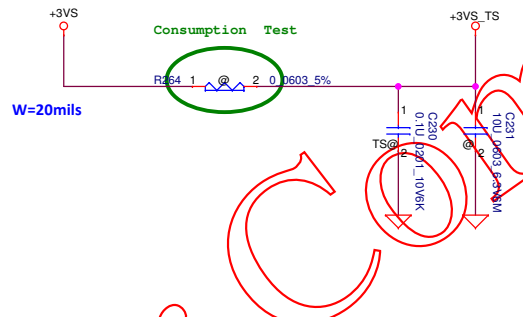 +3VS
+3VS_TS
Consumption Test
R264 1 @ 2 0_0603_5%
W=20mils
1
C230
0.1U_0201_10V6K
TS@
2
1
C231
10U_0603_6.3V6M
@
2